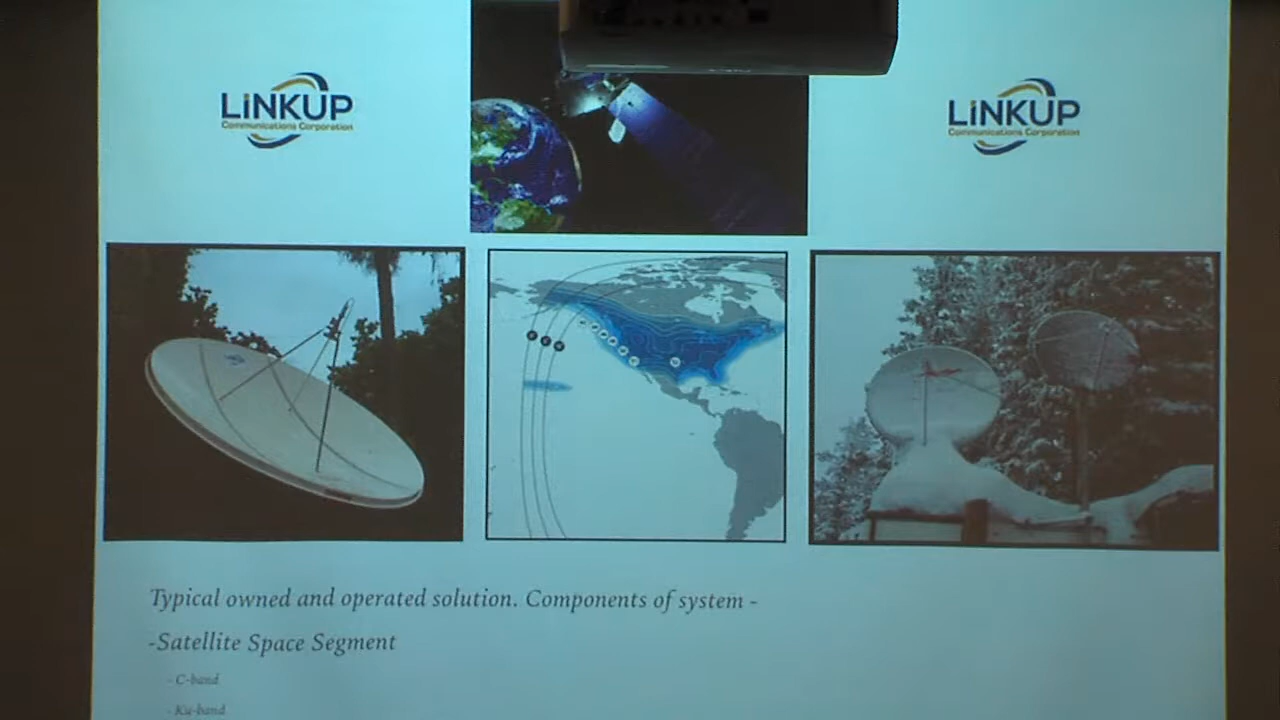 LINKUP
Communications Corporation
LINKUP
Communications Corporation
Typical owned and operated solution. Components of system -
-Satellite Space Segment
- C-band
- Ku-band